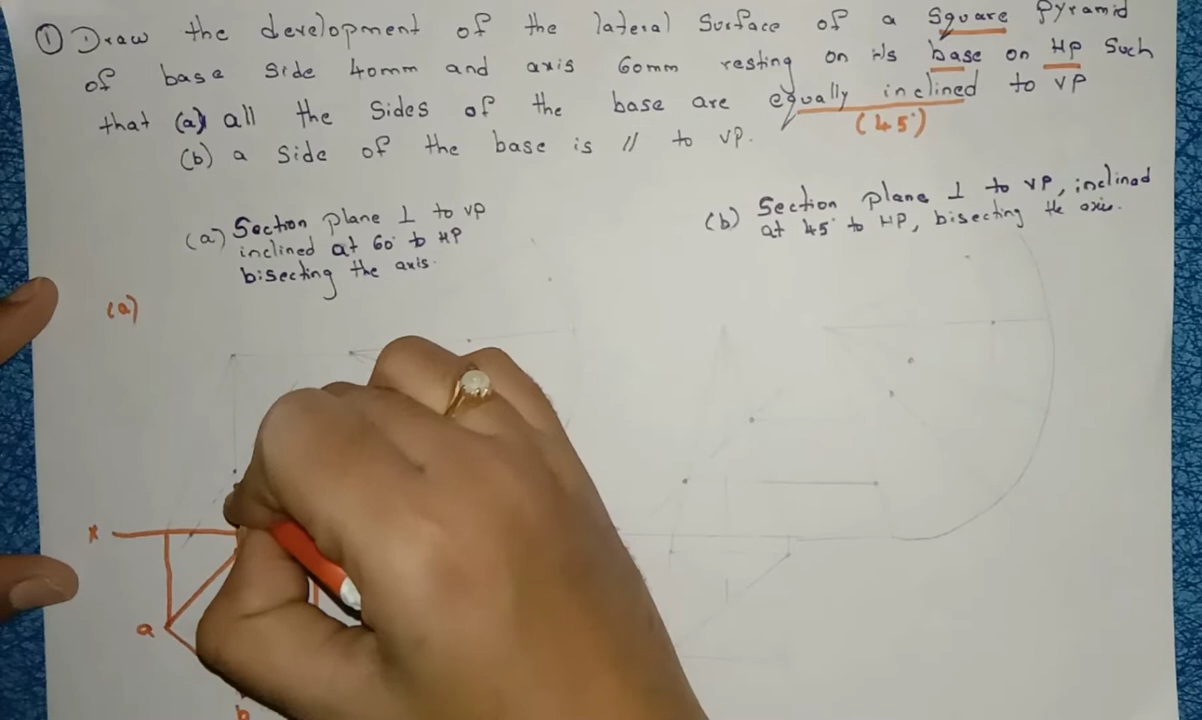 ① Draw the development of the lateral Surface of a Square Pyramid
of base side 40mm and axis 60mm resting on its base on HP Such
that (a) all the Sides of the base are equally inclined to VP
(45°)
(b) a side of the base is // to VP.
(a) Section plane ⊥ to VP
inclined at 60° to HP
bisecting the axis.
(b) Section plane ⊥ to VP, inclined
at 45° to HP, bisecting the axis.
(a)
x
a
b